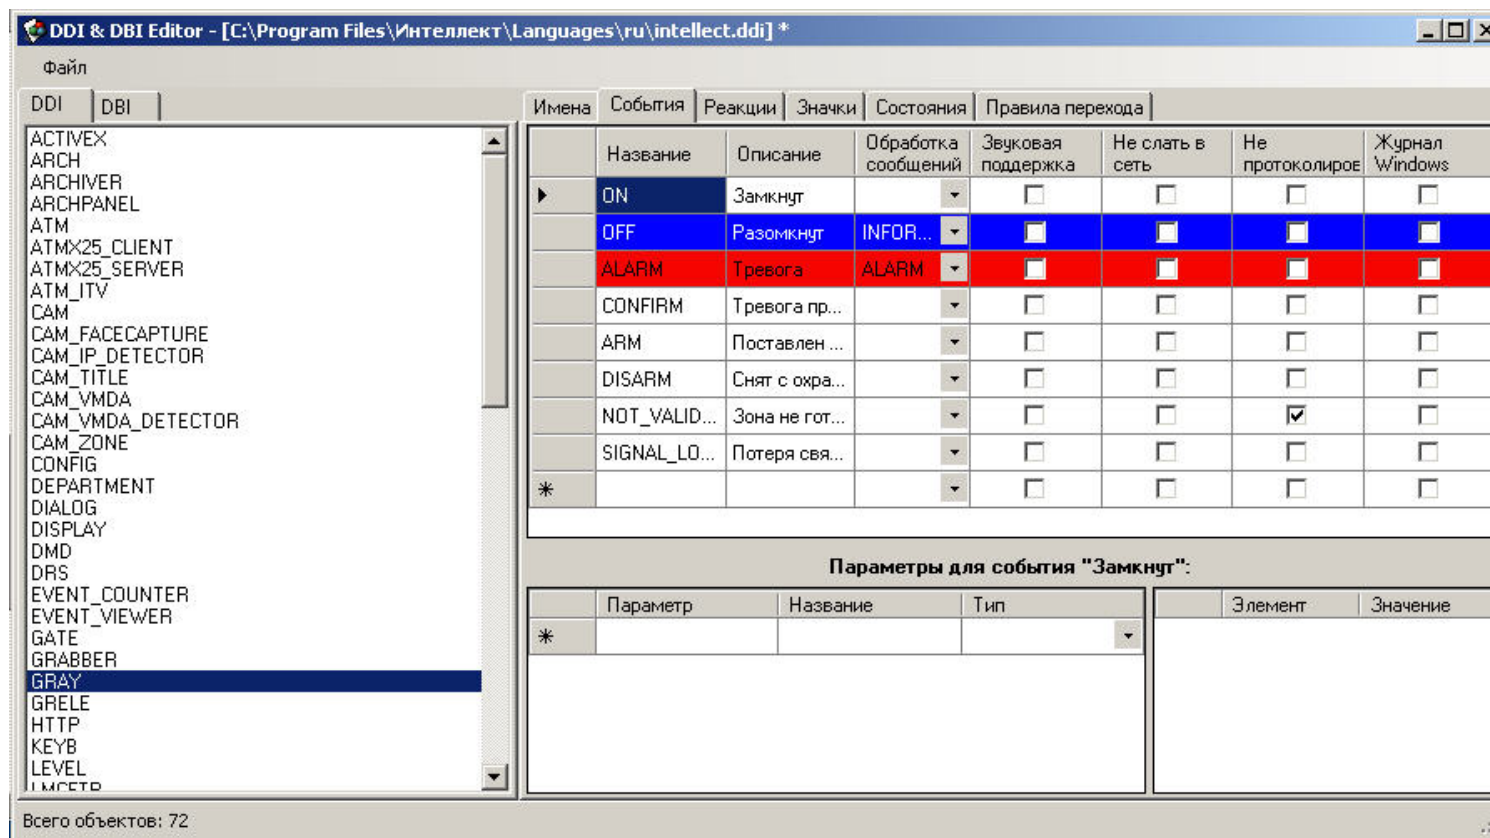 DDI & DBI Editor - [C:\Program Files\Интеллект\Languages\ru\intellect.ddi] *
Файл
DDI DBI
ACTIVEX
ARCH
ARCHIVER
ARCHPANEL
ATM
ATMX25_CLIENT
ATMX25_SERVER
ATM_ITV
CAM
CAM_FACECAPTURE
CAM_IP_DETECTOR
CAM_TITLE
CAM_VMDA
CAM_VMDA_DETECTOR
CAM_ZONE
CONFIG
DEPARTMENT
DIALOG
DISPLAY
DMD
DRS
EVENT_COUNTER
EVENT_VIEWER
GATE
GRABBER
GRAY
GRELE
HTTP
KEYB
LEVEL
Имена События Реакции Значки Состояния Правила перехода
Название Описание Обработка сообщений Звуковая поддержка Не слать в сеть Не протоколиров Журнал Windows
ON Замкнут
OFF Разомкнут INFOR...
ALARM Тревога ALARM
CONFIRM Тревога пр...
ARM Поставлен ...
DISARM Снят с охра...
NOT_VALID... Зона не гот...
SIGNAL_LO... Потеря свя...
Параметры для события "Замкнут":
Параметр Название Тип Элемент Значение
Всего объектов: 72